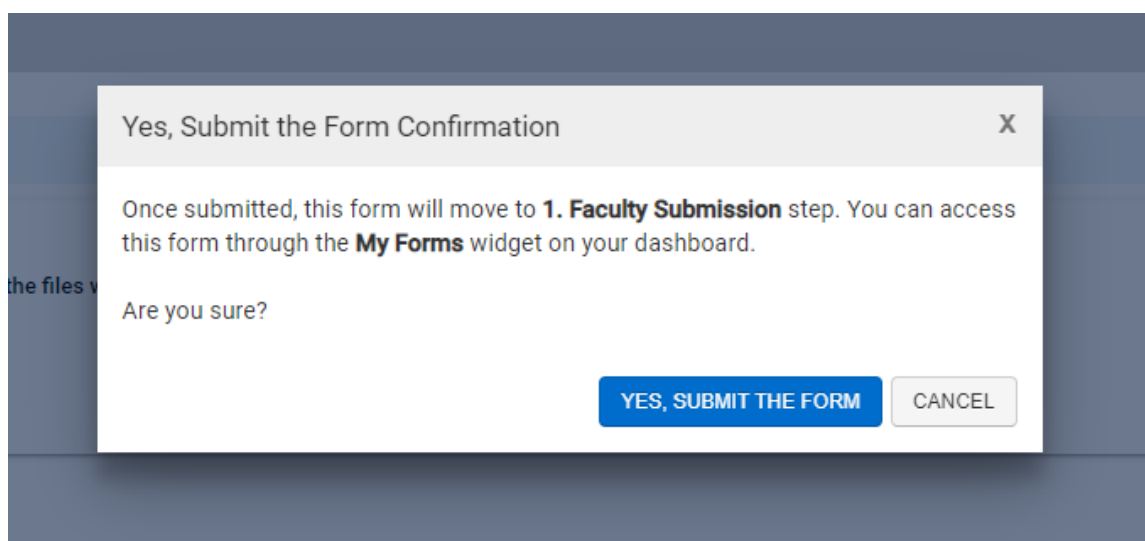 Yes, Submit the Form Confirmation X
Once submitted, this form will move to 1. Faculty Submission step. You can access
this form through the My Forms widget on your dashboard.
the files
Are you sure?
YES, SUBMIT THE FORM CANCEL